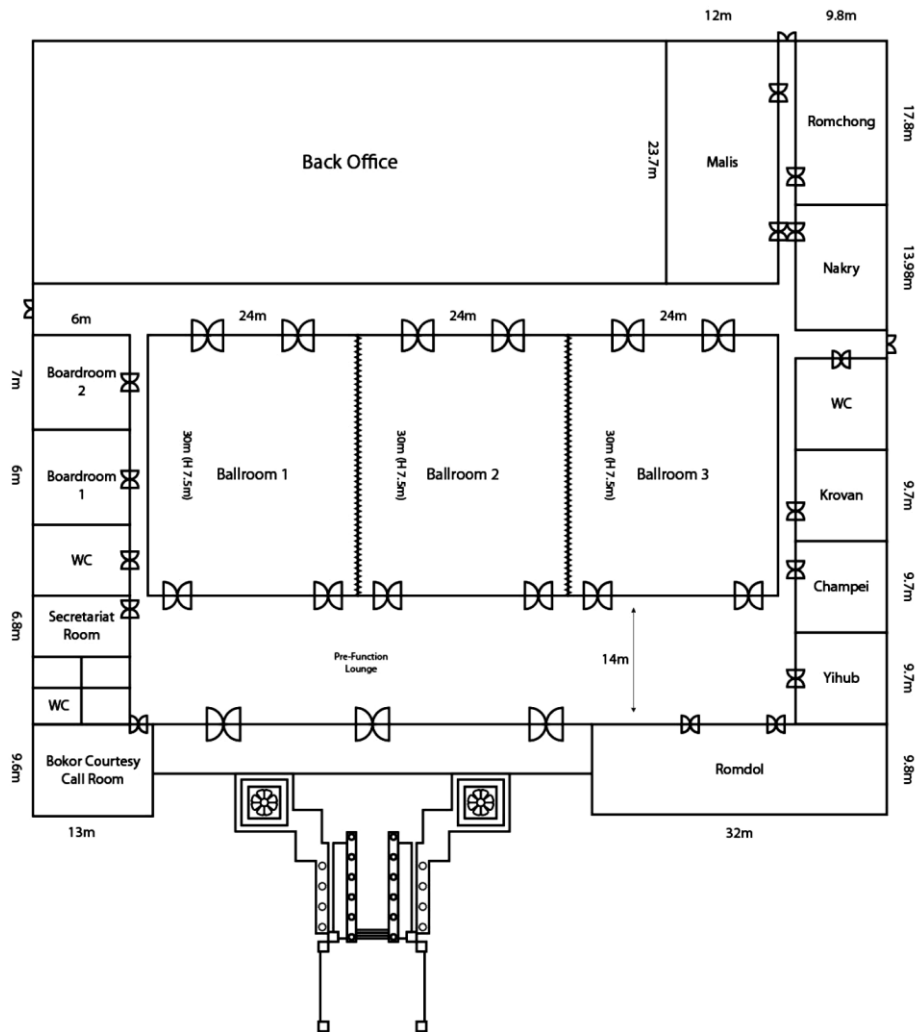 12m
9.8m
Back Office
23.7m
Malis
Romchong
17.8m
Nakry
13.98m
6m
24m
24m
24m
7m
Boardroom
2
WC
6m
Boardroom
1
30m (H 7.5m)
Ballroom 1
30m (H 7.5m)
Ballroom 2
30m (H 7.5m)
Ballroom 3
Krovan
9.7m
WC
Champei
9.7m
6.8m
Secretariat
Room
Pre-Function
Lounge
14m
Yihub
9.7m
WC
9.6m
Bokor Courtesy
Call Room
Romdol
9.8m
13m
32m